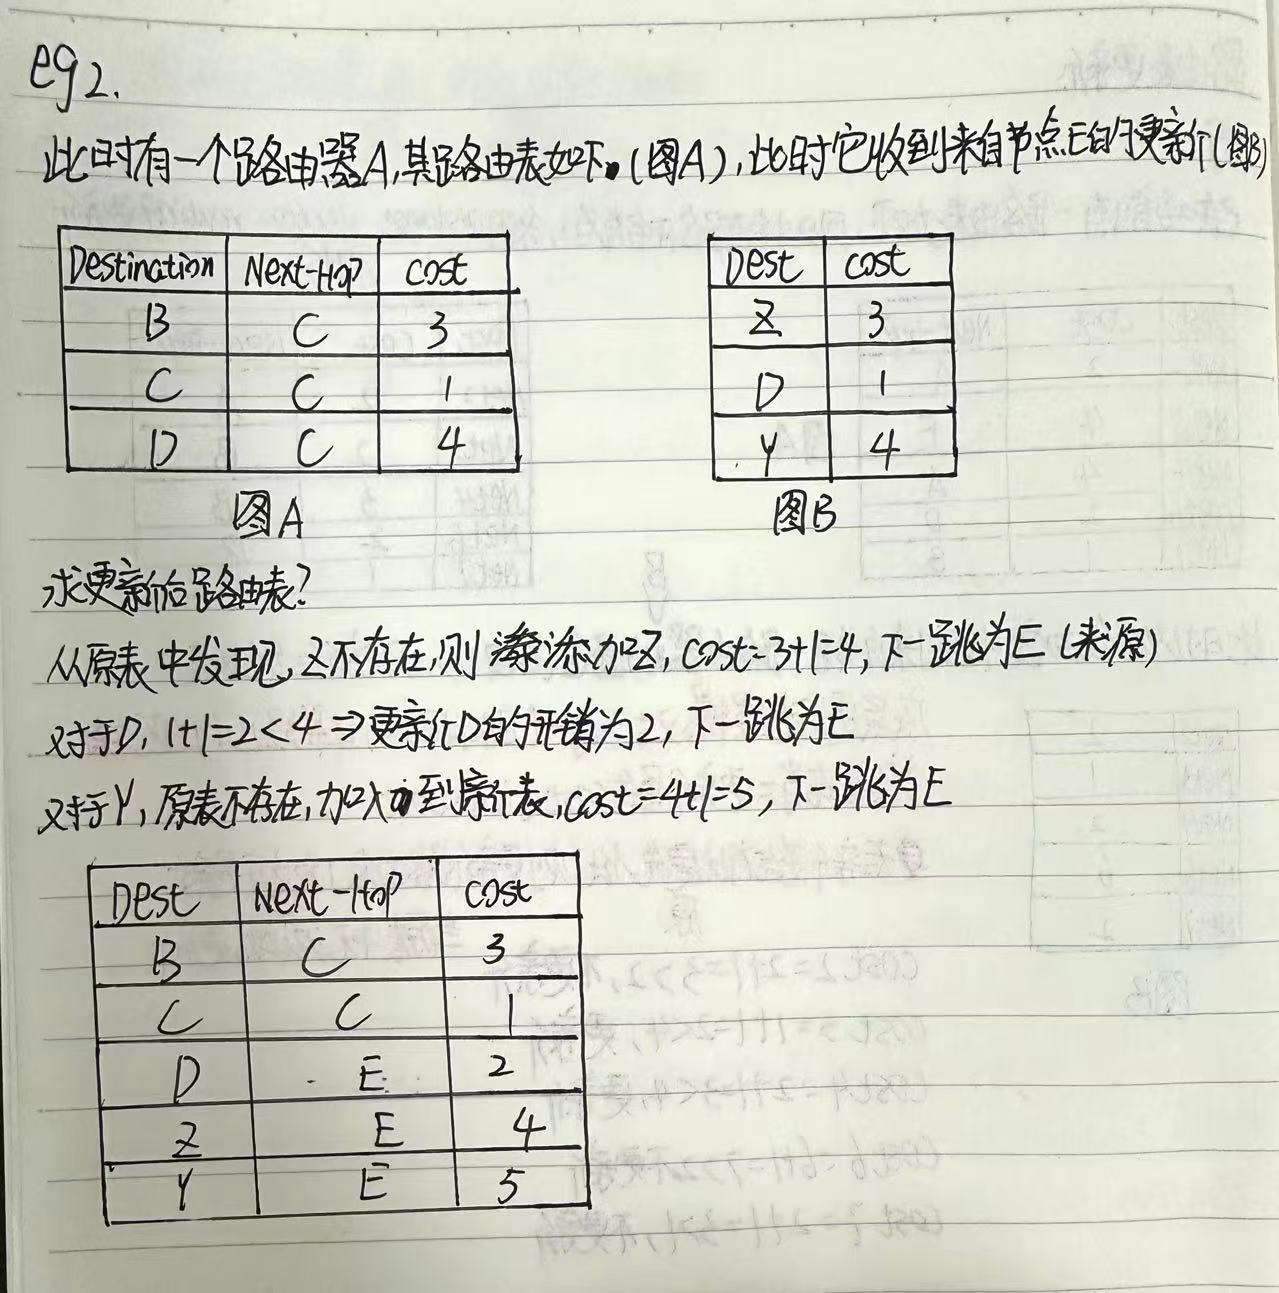 eg2.
此时有一个路由器A,其路由表如下。(图A),此时它收到来自节点E的更新(图B)
Destination Next-Hop cost
B C 3
C C 1
D C 4
图A
Dest cost
Z 3
D 1
Y 4
图B
求更新后路由表?
从原表中发现,Z不存在,则添加Z,cost=3+1=4,下一跳为E(来源)
对于D,1+1=2<4⇒更新D的开销为2,下一跳为E
对于Y,原表不存在,加入到新表,cost=4+1=5,下一跳为E
Dest Next-Hop cost
B C 3
C C 1
D E 2
Z E 4
Y E 5